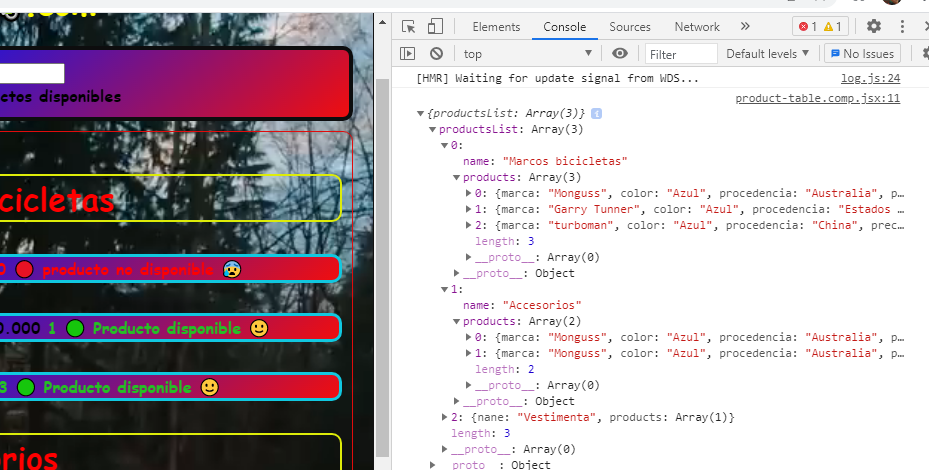 .com
ctos disponibles
cicletas
0 🔴 producto no disponible 😰
0.000 1 🟢 Producto disponible 🙂
3 🟢 Producto disponible 🙂
orios
Elements Console Sources Network » 1 1
top Filter Default levels ▼ No Issues
[HMR] Waiting for update signal from WDS... log.js:24
product-table.comp.jsx:11
▼{productsList: Array(3)} i
▼productsList: Array(3)
▼0:
name: "Marcos bicicletas"
▼products: Array(3)
▶0: {marca: "Monguss", color: "Azul", procedencia: "Australia", p…
▶1: {marca: "Garry Tunner", color: "Azul", procedencia: "Estados …
▶2: {marca: "turboman", color: "Azul", procedencia: "China", prec…
length: 3
▶__proto__: Array(0)
▶__proto__: Object
▼1:
name: "Accesorios"
▼products: Array(2)
▶0: {marca: "Monguss", color: "Azul", procedencia: "Australia", p…
▶1: {marca: "Monguss", color: "Azul", procedencia: "Australia", p…
length: 2
▶__proto__: Array(0)
▶__proto__: Object
▶2: {nane: "Vestimenta", products: Array(1)}
length: 3
▶__proto__: Array(0)
▶__proto__: Object